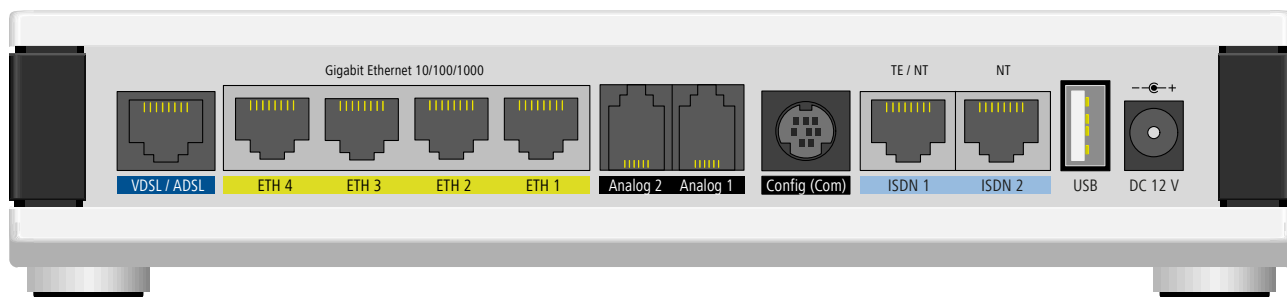 Gigabit Ethernet 10/100/1000
TE / NT
NT
VDSL / ADSL
ETH 4
ETH 3
ETH 2
ETH 1
Analog 2
Analog 1
Config (Com)
ISDN 1
ISDN 2
USB
DC 12 V